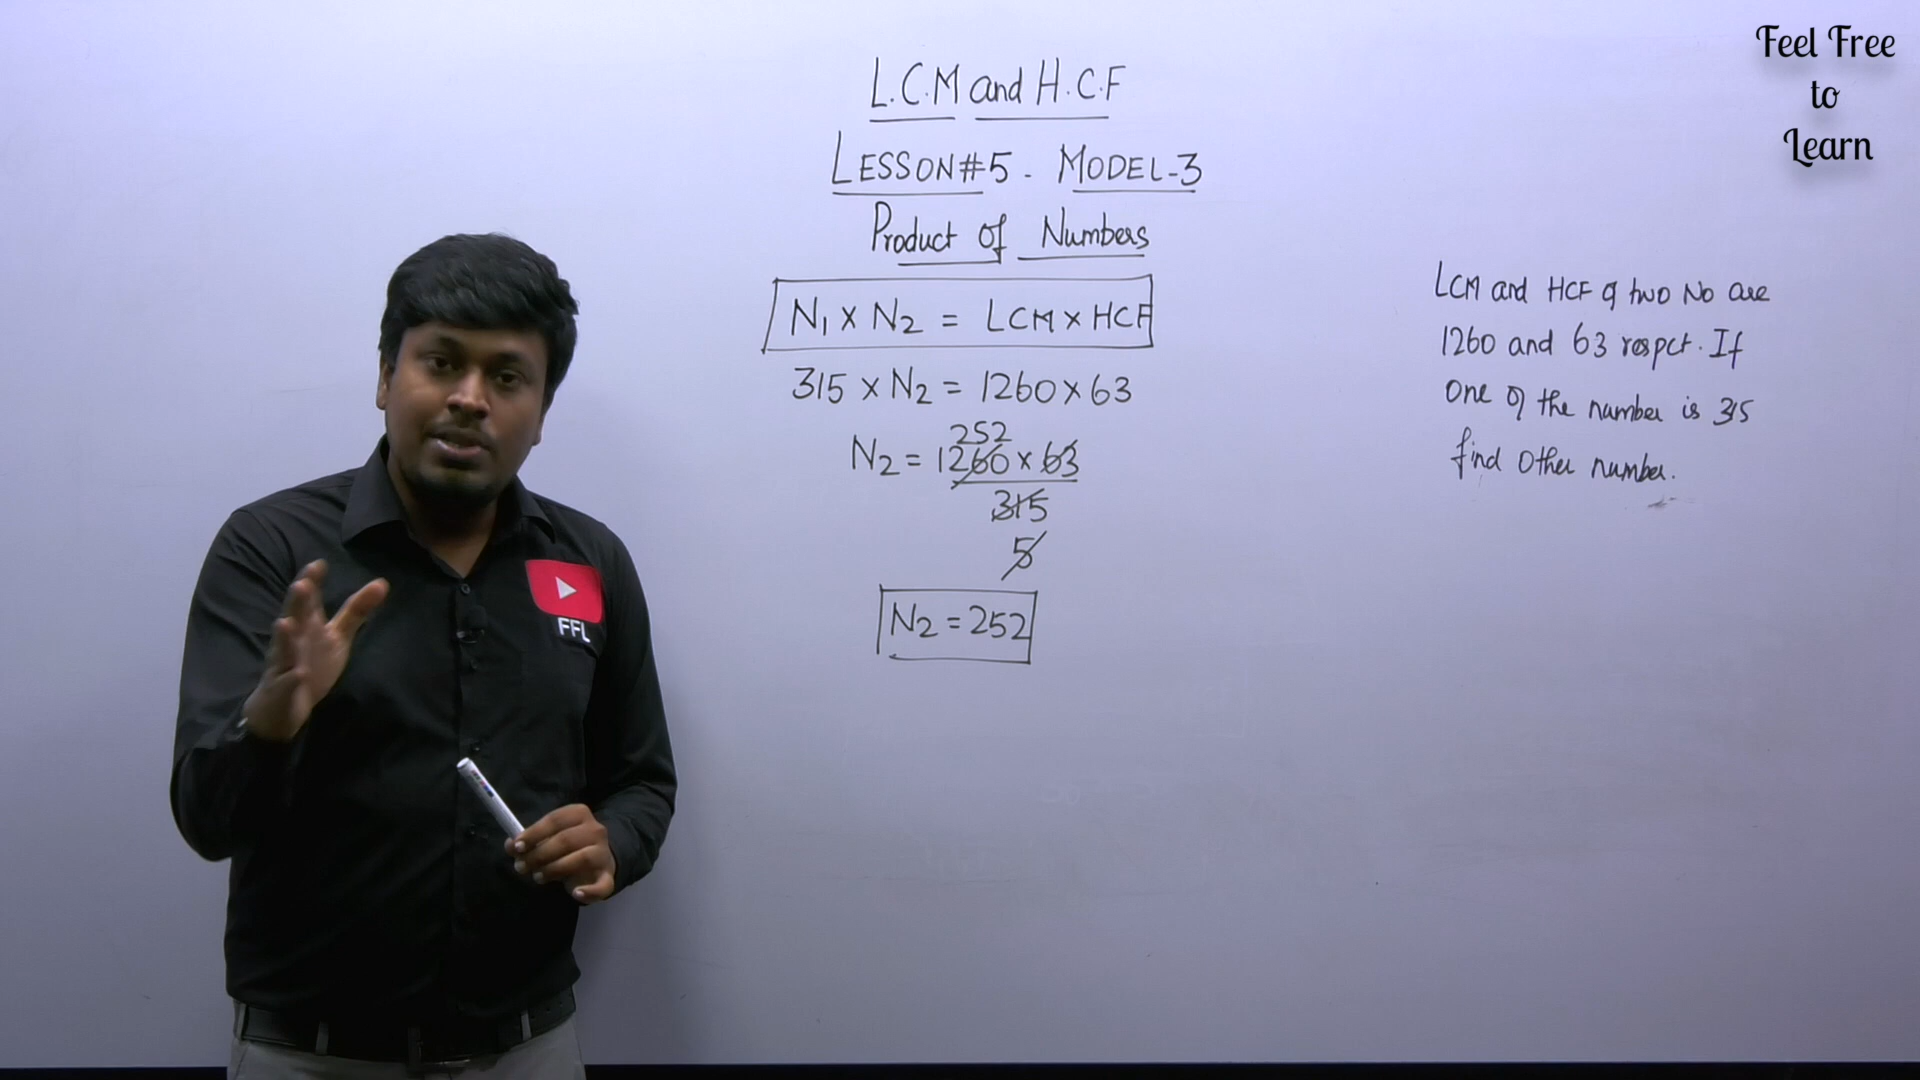 Feel Free
to
Learn
L.C.M and H.C.F
LESSON#5. MODEL-3
Product of Numbers
N₁ x N₂ = LCM x HCF
315 x N₂ = 1260 x 63
252
N₂ = 1260 x 63
315
5
N₂ = 252
LCM and HCF of two No are
1260 and 63 respct. If
one of the number is 315
find other number.
FFL